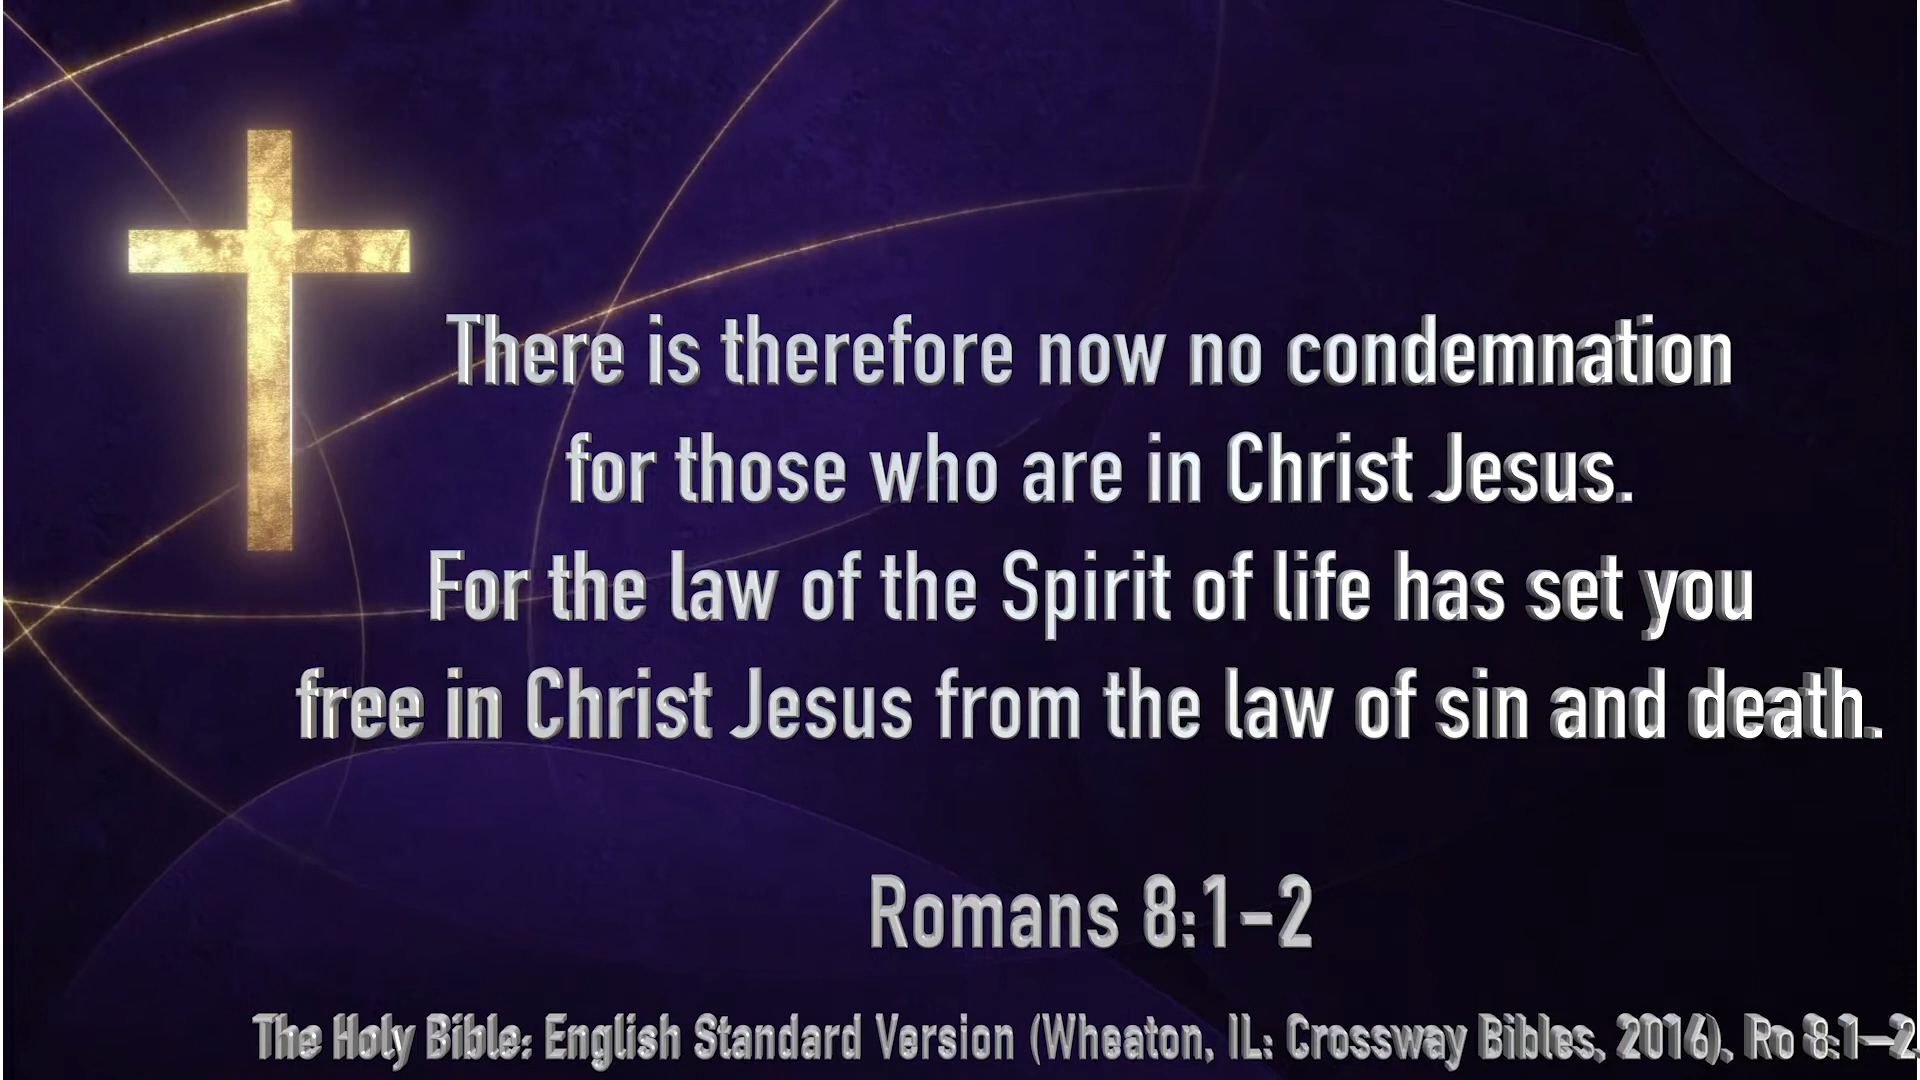 There is therefore now no condemnation
for those who are in Christ Jesus.
For the law of the Spirit of life has set you
free in Christ Jesus from the law of sin and death.
Romans 8:1–2
The Holy Bible: English Standard Version (Wheaton, IL: Crossway Bibles, 2016), Ro 8:1–2.